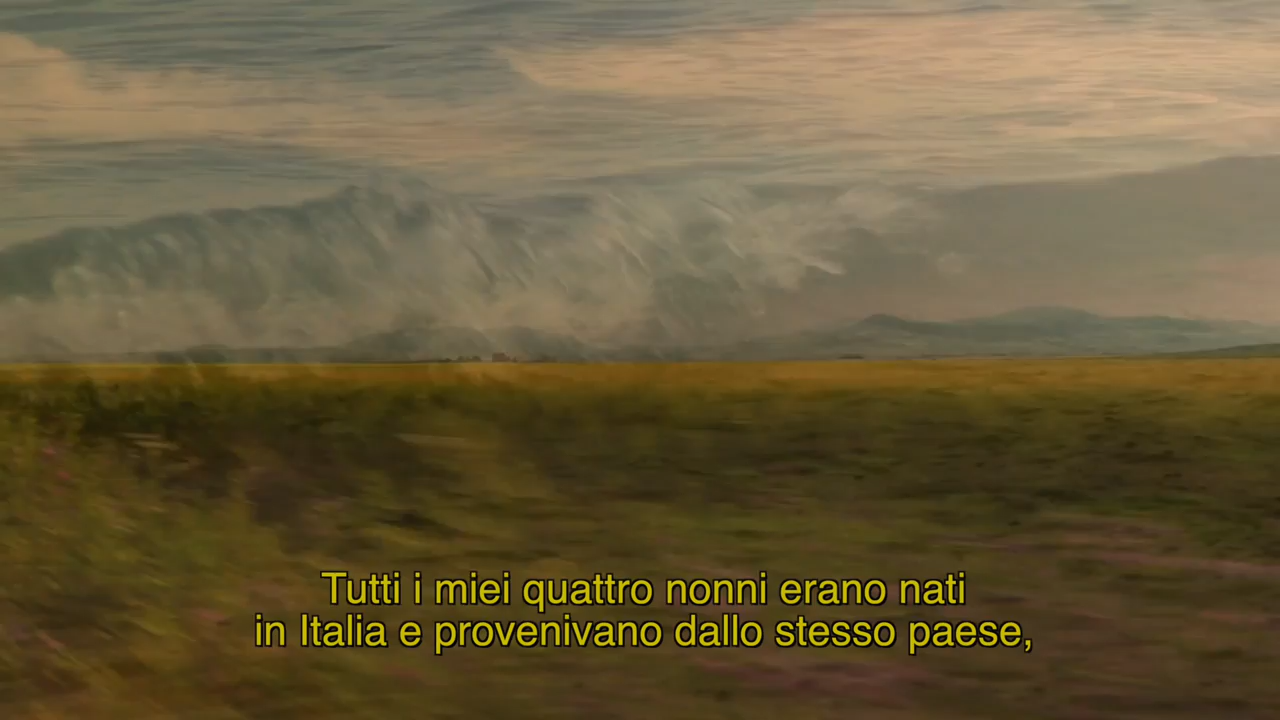 Tutti i miei quattro nonni erano nati
in Italia e provenivano dallo stesso paese,